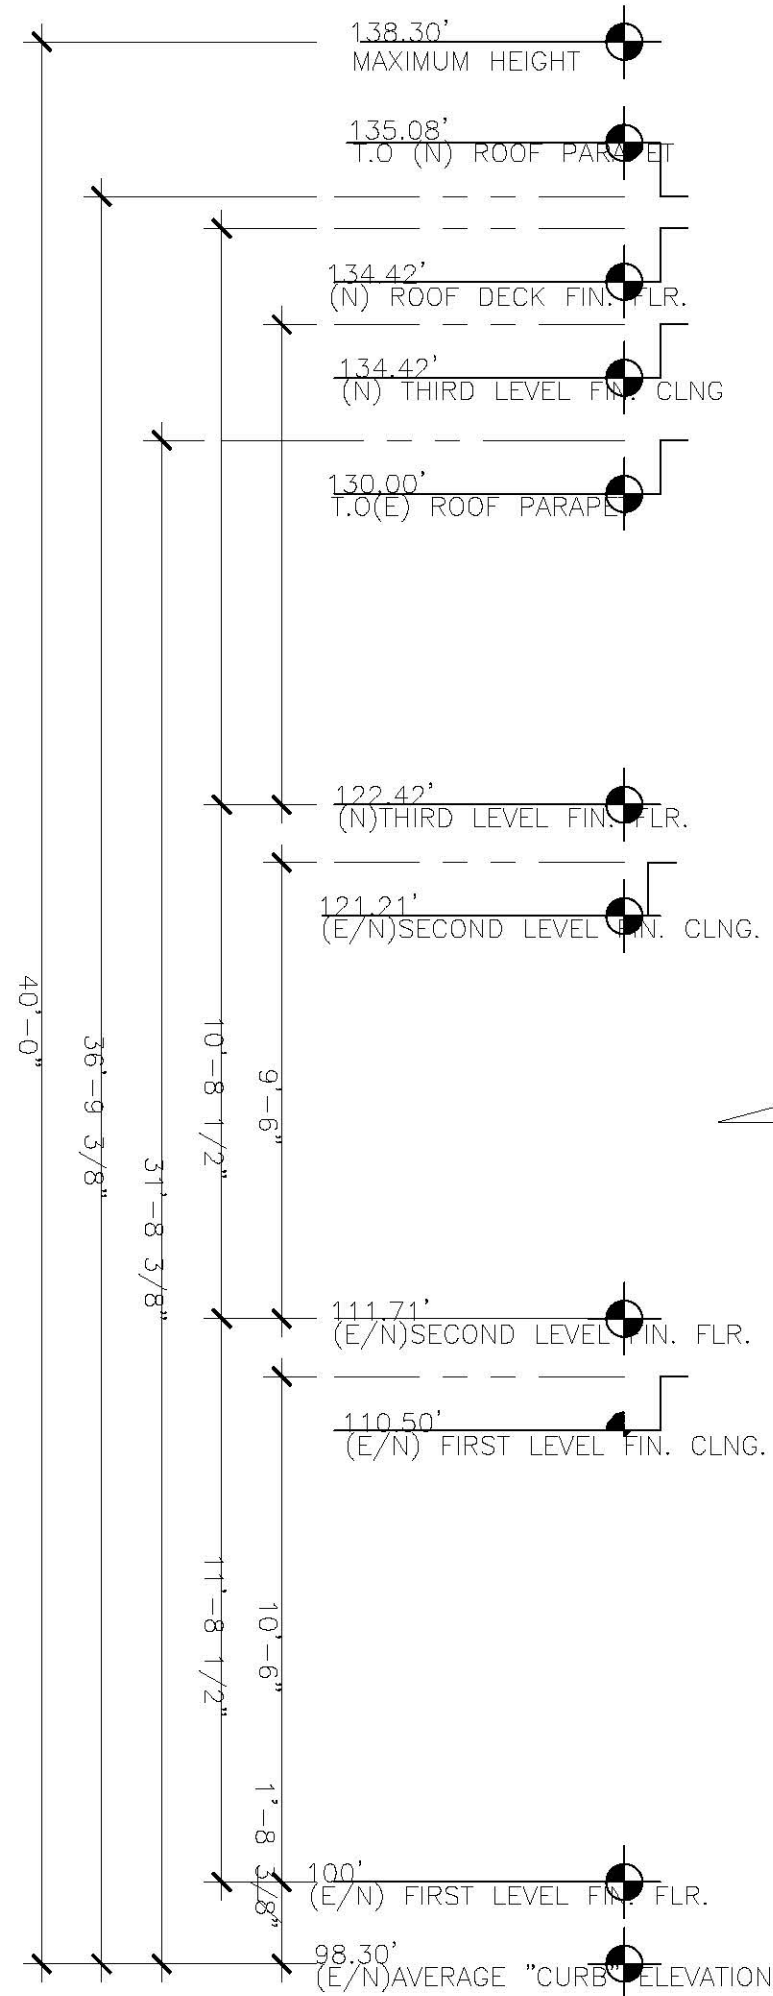 138.30'
MAXIMUM HEIGHT
135.08'
T.O (N) ROOF PARAPET
134.42'
(N) ROOF DECK FIN. FLR.
134.42'
(N) THIRD LEVEL FIN. CLNG
130.00'
T.O(E) ROOF PARAPET
122.42'
(N)THIRD LEVEL FIN. FLR.
121.21'
(E/N)SECOND LEVEL FIN. CLNG.
40'-0"
36'-9 3/8"
31'-8 3/8"
10'-8 1/2"
9'-6"
111.71'
(E/N)SECOND LEVEL FIN. FLR.
110.50'
(E/N) FIRST LEVEL FIN. CLNG.
11'-8 1/2"
10'-6"
1'-8 3/8"
100'
(E/N) FIRST LEVEL FIN. FLR.
98.30'
(E/N)AVERAGE "CURB" ELEVATION